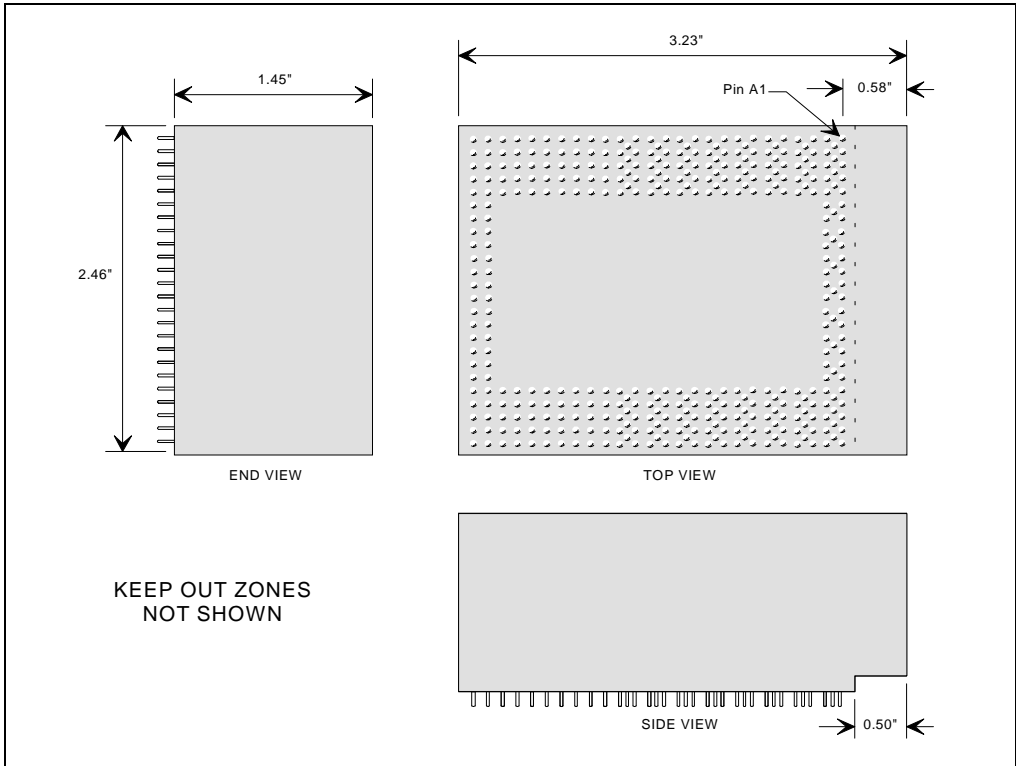 3.23"
1.45"
Pin A1
0.58"
2.46"
END VIEW
TOP VIEW
KEEP OUT ZONES
NOT SHOWN
SIDE VIEW
0.50"